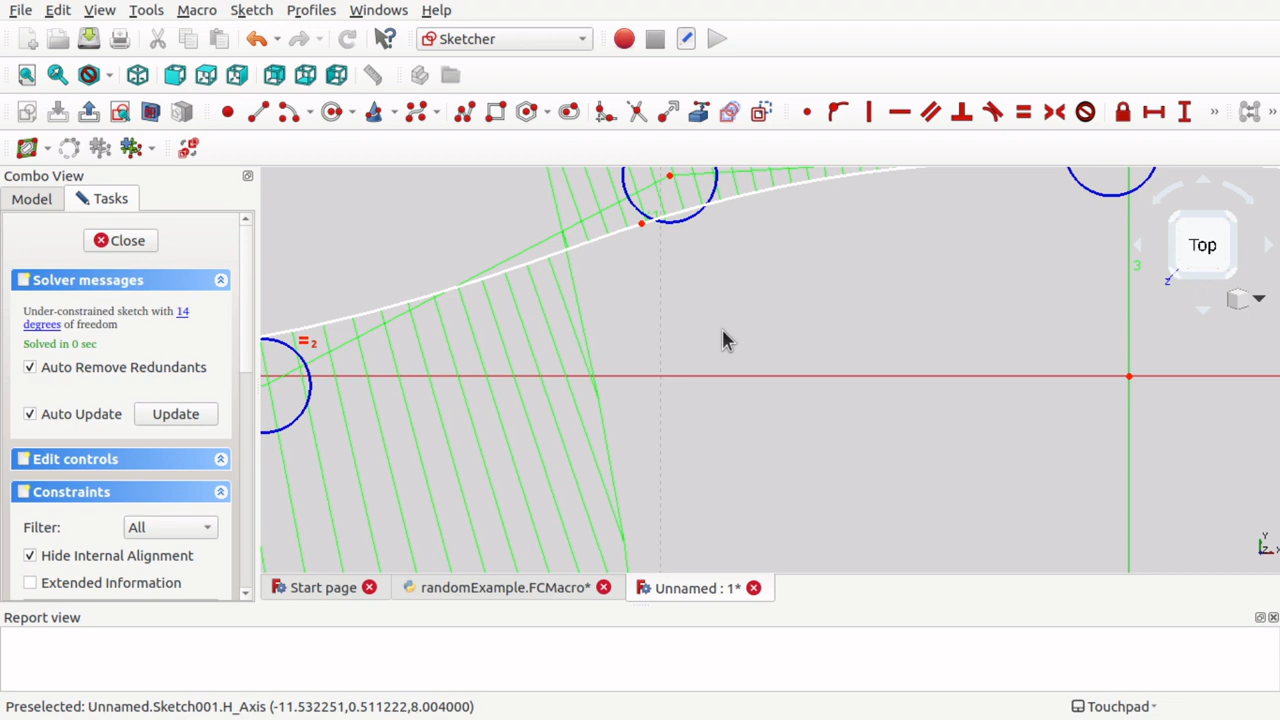 File Edit View Tools Macro Sketch Profiles Windows Help
Sketcher
Combo View
Model Tasks
Close
Solver messages
Under-constrained sketch with 14
degrees of freedom
Solved in 0 sec
Auto Remove Redundants
Auto Update Update
Edit controls
Constraints
Filter: All
Hide Internal Alignment
Extended Information
2
3
Top
Z
Y
Z X
Start page randomExample.FCMacro* Unnamed : 1*
Report view
Preselected: Unnamed.Sketch001.H_Axis (-11.532251,0.511222,8.004000) Touchpad